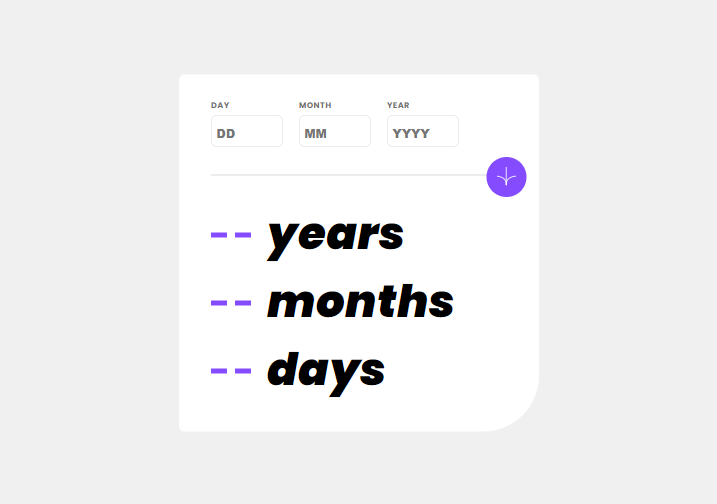 DAY MONTH YEAR
DD MM YYYY
-- years
-- months
-- days